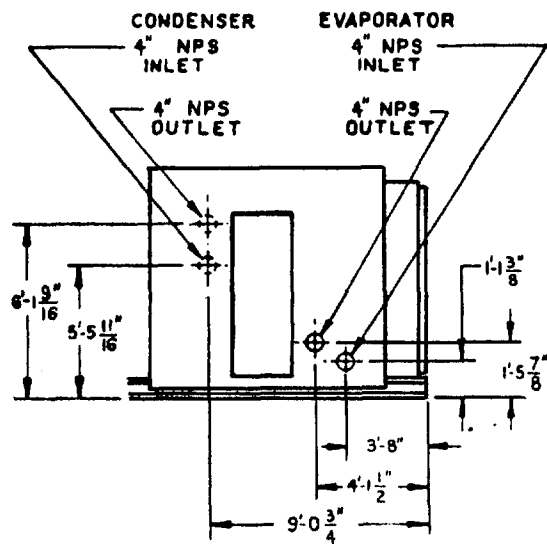 CONDENSER
4" NPS
INLET
4" NPS
OUTLET
EVAPORATOR
4" NPS
INLET
4" NPS
OUTLET
6'-1 9/16"
5'-5 11/16"
1'-1 3/8"
1'-5 7/8"
3'-8"
4'-1 1/2"
9'-0 3/4"